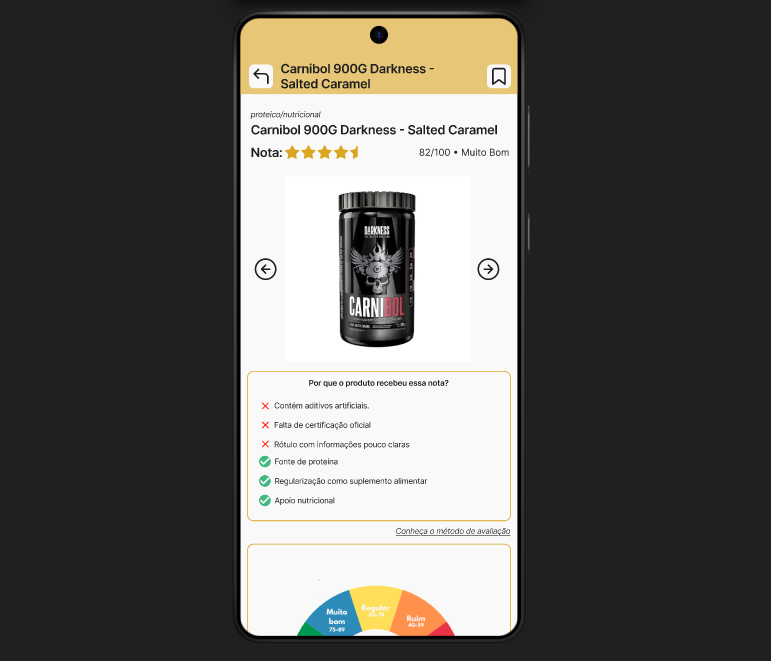 Carnibol 900G Darkness -
Salted Caramel
proteico/nutricional
Carnibol 900G Darkness - Salted Caramel
Nota:
82/100 • Muito Bom
DARKNESS
CARNIBOL
Por que o produto recebeu essa nota?
Contém aditivos artificiais.
Falta de certificação oficial
Rótulo com informações pouco claras
Fonte de proteína
Regularização como suplemento alimentar
Apoio nutricional
Conheça o método de avaliação
Muito
bom
75-89
Regular
60-74
Ruim
40-59